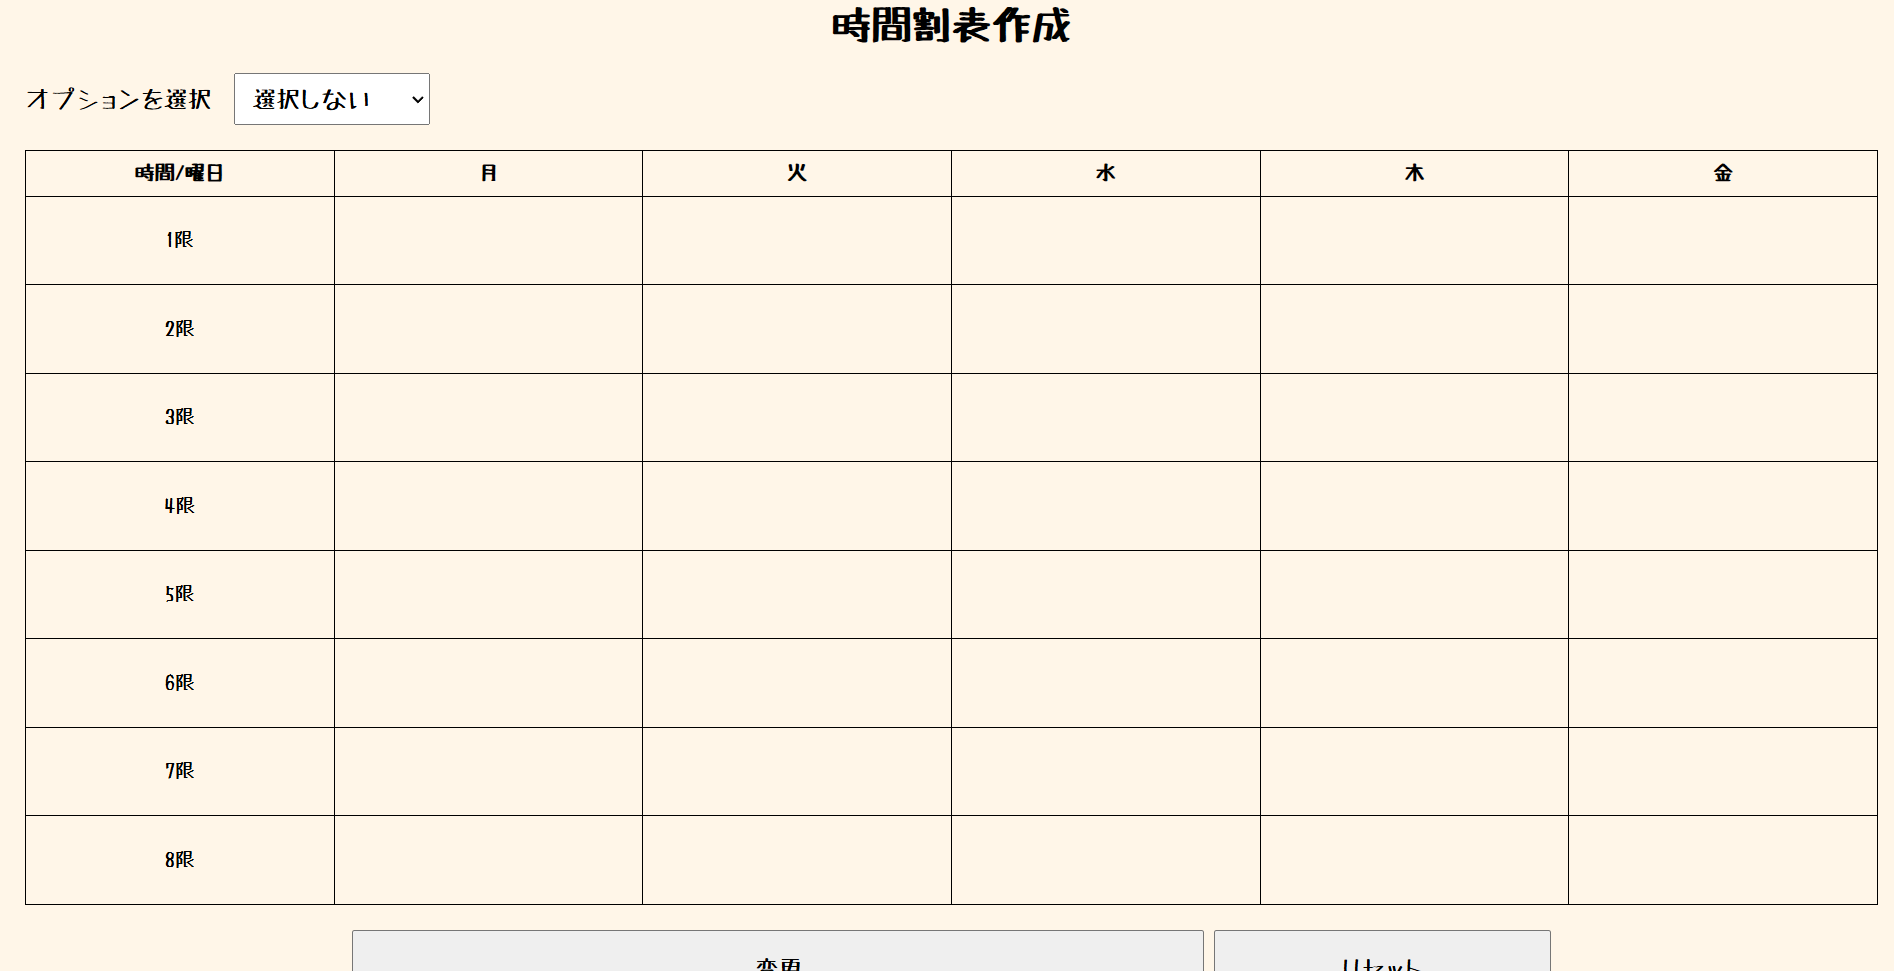 時間割表作成
オプションを選択 選択しない
時間/曜日 月 火 水 木 金
1限
2限
3限
4限
5限
6限
7限
8限
変更 リセット